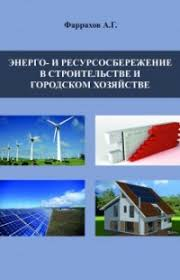 Фаррахов А.Г.
ЭНЕРГО- И РЕСУРСОСБЕРЕЖЕНИЕ
В СТРОИТЕЛЬСТВЕ И
ГОРОДСКОМ ХОЗЯЙСТВЕ